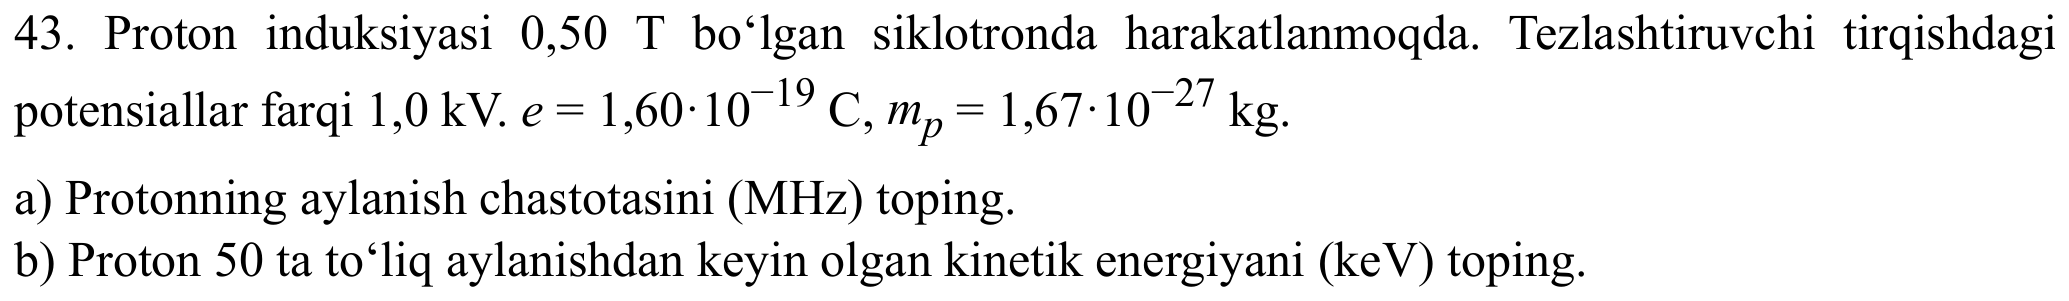 43. Proton induksiyasi 0,50 T bo‘lgan siklotronda harakatlanmoqda. Tezlashtiruvchi tirqishdagi
potensiallar farqi 1,0 kV. e = 1,60·10⁻¹⁹ C, mₚ = 1,67·10⁻²⁷ kg.
a) Protonning aylanish chastotasini (MHz) toping.
b) Proton 50 ta to‘liq aylanishdan keyin olgan kinetik energiyani (keV) toping.